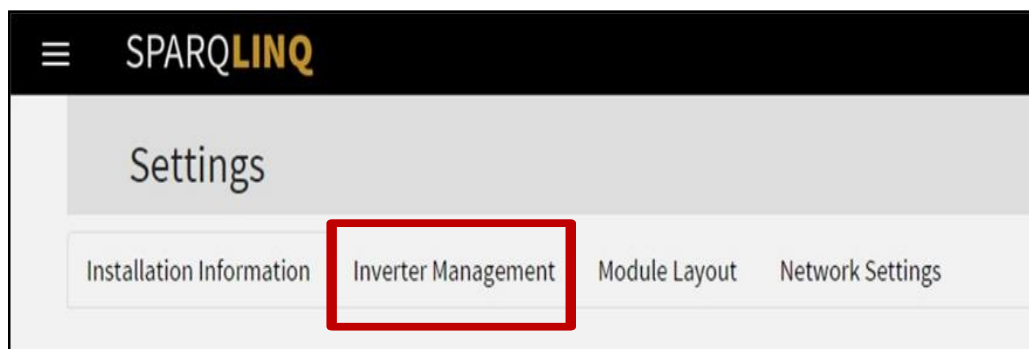 SPARQLINQ
Settings
Installation Information Inverter Management Module Layout Network Settings